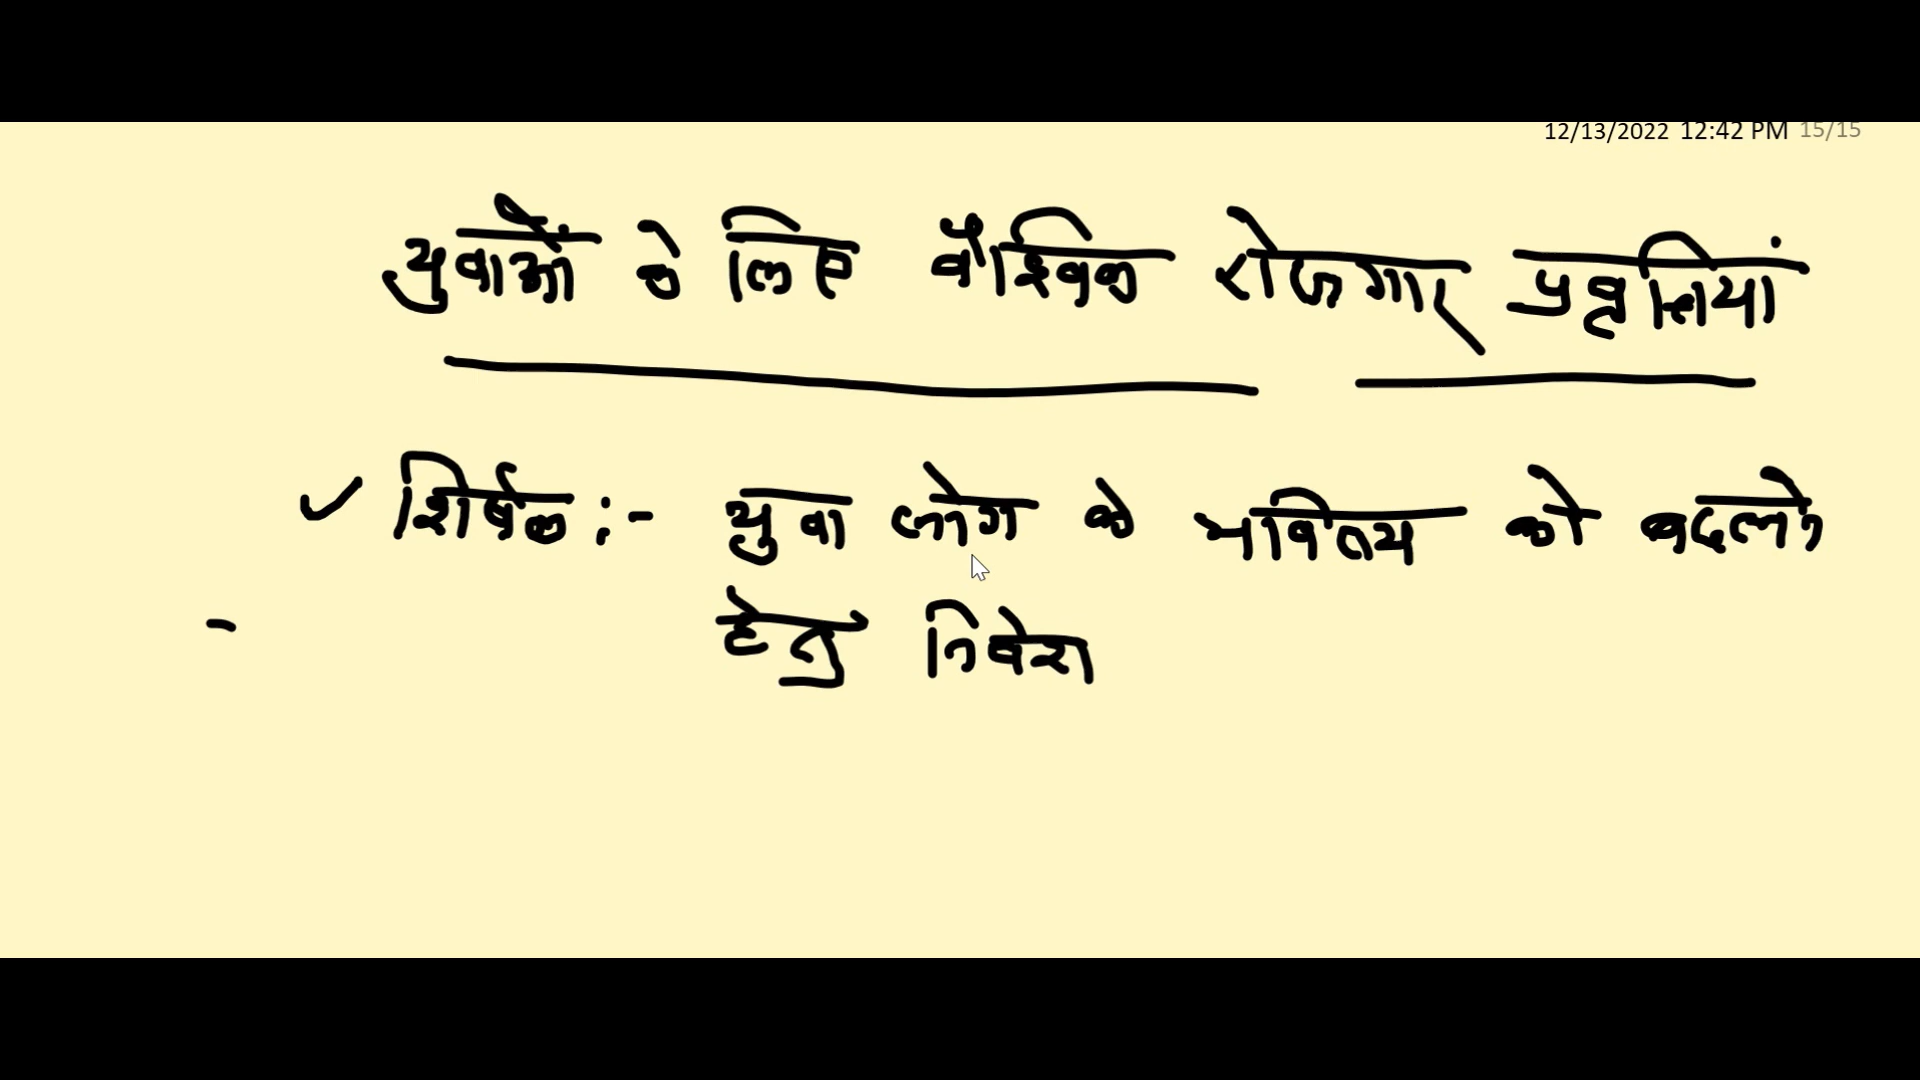 12/13/2022 12:42 PM 15/15
युवाओं के लिए वैश्विक रोजगार प्रवृत्तियां
✓ शिर्षक :- युवा लोग के भविष्य को बदलने
- हेतु निवेश